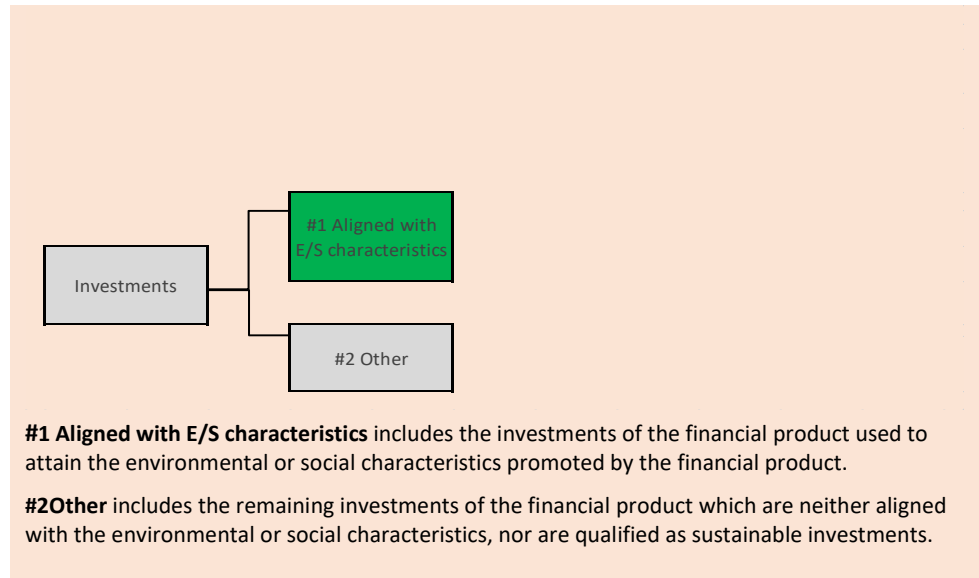 #1 Aligned with
E/S characteristics
Investments
#2 Other
#1 Aligned with E/S characteristics includes the investments of the financial product used to
attain the environmental or social characteristics promoted by the financial product.
#2Other includes the remaining investments of the financial product which are neither aligned
with the environmental or social characteristics, nor are qualified as sustainable investments.